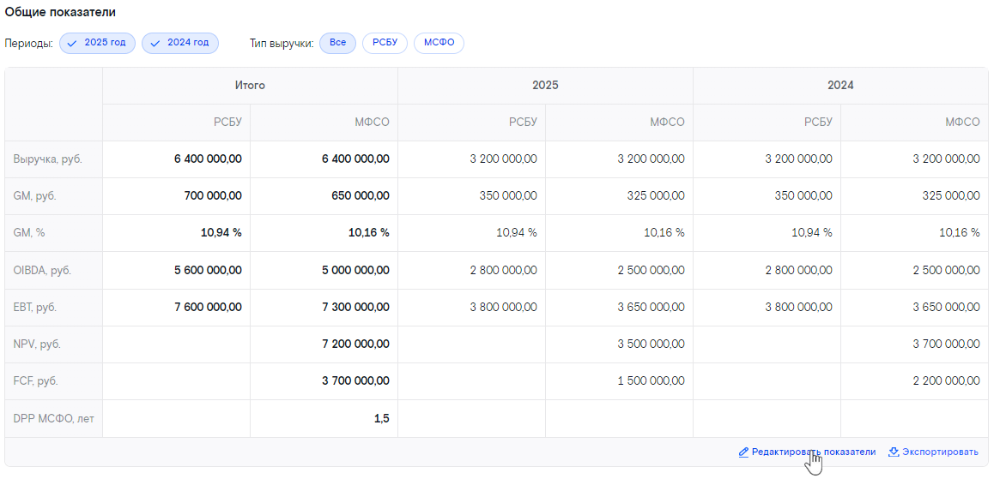 Общие показатели
Периоды: 2025 год 2024 год Тип выручки: Все РСБУ МСФО
Итого 2025 2024
РСБУ МФСО РСБУ МФСО РСБУ МФСО
Выручка, руб. 6 400 000,00 6 400 000,00 3 200 000,00 3 200 000,00 3 200 000,00 3 200 000,00
GM, руб. 700 000,00 650 000,00 350 000,00 325 000,00 350 000,00 325 000,00
GM, % 10,94 % 10,16 % 10,94 % 10,16 % 10,94 % 10,16 %
OIBDA, руб. 5 600 000,00 5 000 000,00 2 800 000,00 2 500 000,00 2 800 000,00 2 500 000,00
EBT, руб. 7 600 000,00 7 300 000,00 3 800 000,00 3 650 000,00 3 800 000,00 3 650 000,00
NPV, руб. 7 200 000,00 3 500 000,00 3 700 000,00
FCF, руб. 3 700 000,00 1 500 000,00 2 200 000,00
DPP МСФО, лет 1,5
Редактировать показатели Экспортировать